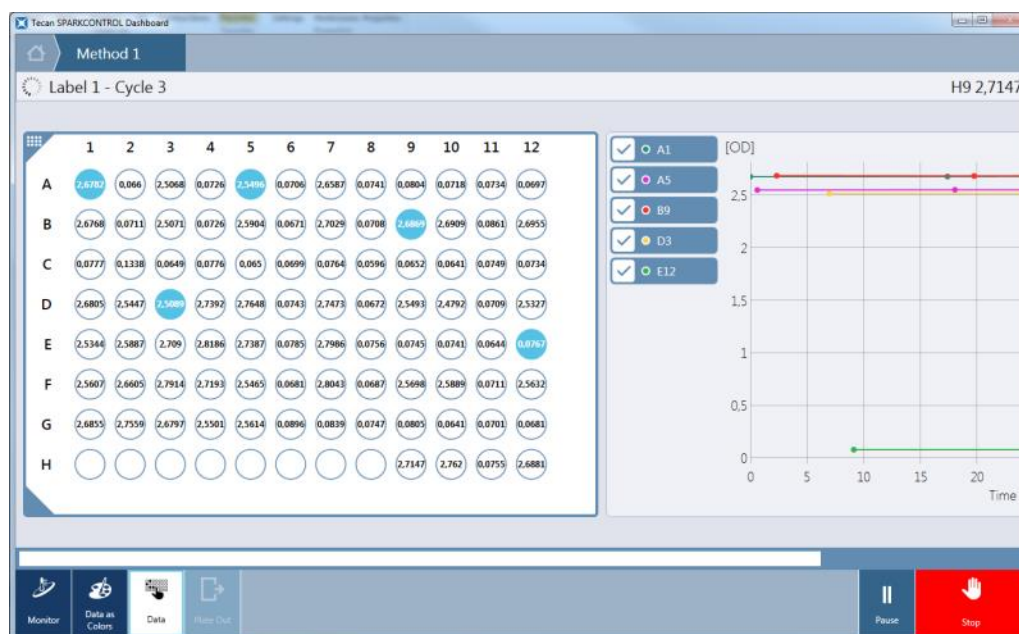 Tecan SPARKCONTROL Dashboard
Method 1
Label 1 - Cycle 3
H9 2,7147
1 2 3 4 5 6 7 8 9 10 11 12
A 2,6782 0,066 2,5068 0,0726 2,5496 0,0706 2,6587 0,0741 0,0804 0,0718 0,0734 0,0697
B 2,6768 0,0711 2,5071 0,0726 2,5904 0,0671 2,7029 0,0708 2,6869 2,6909 0,0861 2,6955
C 0,0777 0,1338 0,0649 0,0776 0,065 0,0699 0,0764 0,0596 0,0652 0,0641 0,0749 0,0734
D 2,6805 2,5447 2,5089 2,7392 2,7648 0,0743 2,7473 0,0672 2,5493 2,4792 0,0709 2,5327
E 2,5344 2,5887 2,709 2,8186 2,7387 0,0785 2,7986 0,0756 0,0745 0,0741 0,0644 0,0767
F 2,5607 2,6605 2,7914 2,7193 2,5465 0,0681 2,8043 0,0687 2,5698 2,5889 0,0711 2,5632
G 2,6855 2,7559 2,6797 2,5501 2,5614 0,0896 0,0839 0,0747 0,0805 0,0641 0,0701 0,0681
H 2,7147 2,762 0,0755 2,6881
A1
A5
B9
D3
E12
[OD]
2.5
2
1.5
1
0.5
0
0 5 10 15 20
Time
Monitor
Data as
Colors
Data
Plate Out
Pause
Stop